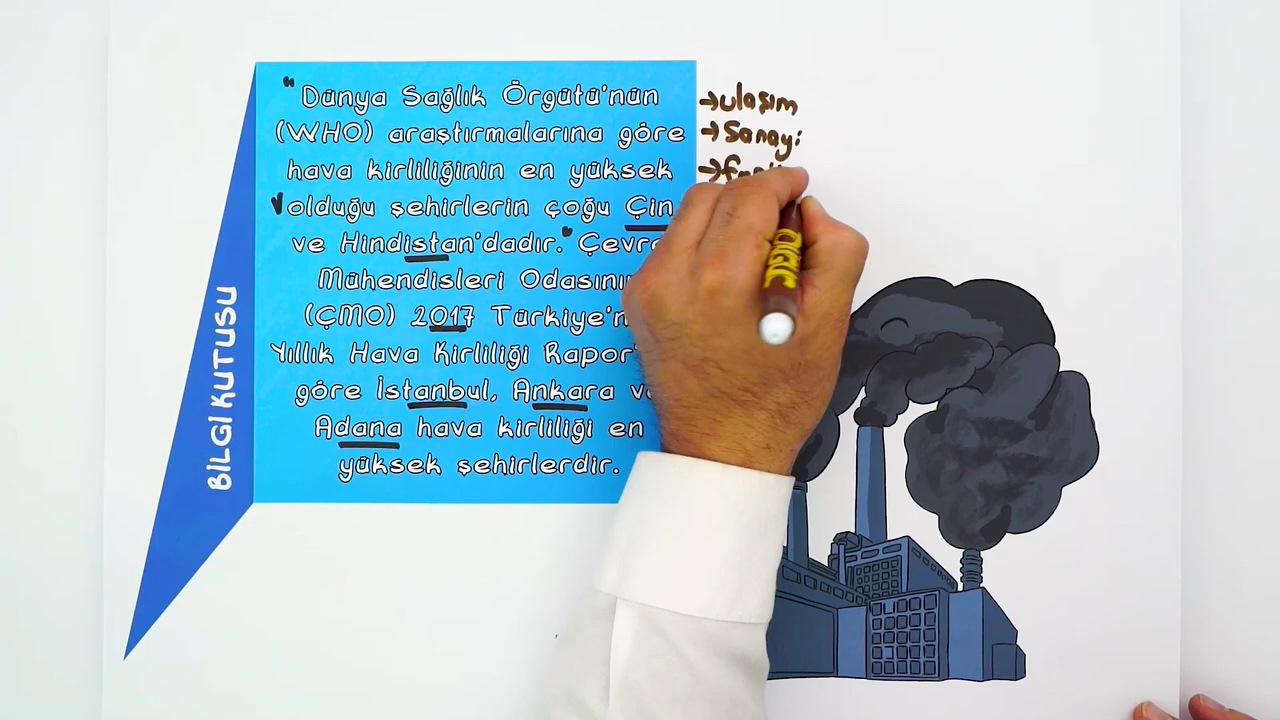 BİLGİ KUTUSU
"Dünya Sağlık Örgütü'nün
(WHO) araştırmalarına göre
hava kirliliğinin en yüksek
olduğu şehirlerin çoğu Çin
ve Hindistan'dadır." Çevre
Mühendisleri Odasının
(ÇMO) 2017 Türkiye'n
Yıllık Hava Kirliliği Rapor
göre İstanbul, Ankara ve
Adana hava kirliliği en
yüksek şehirlerdir.
→ulaşım
→Sanayi